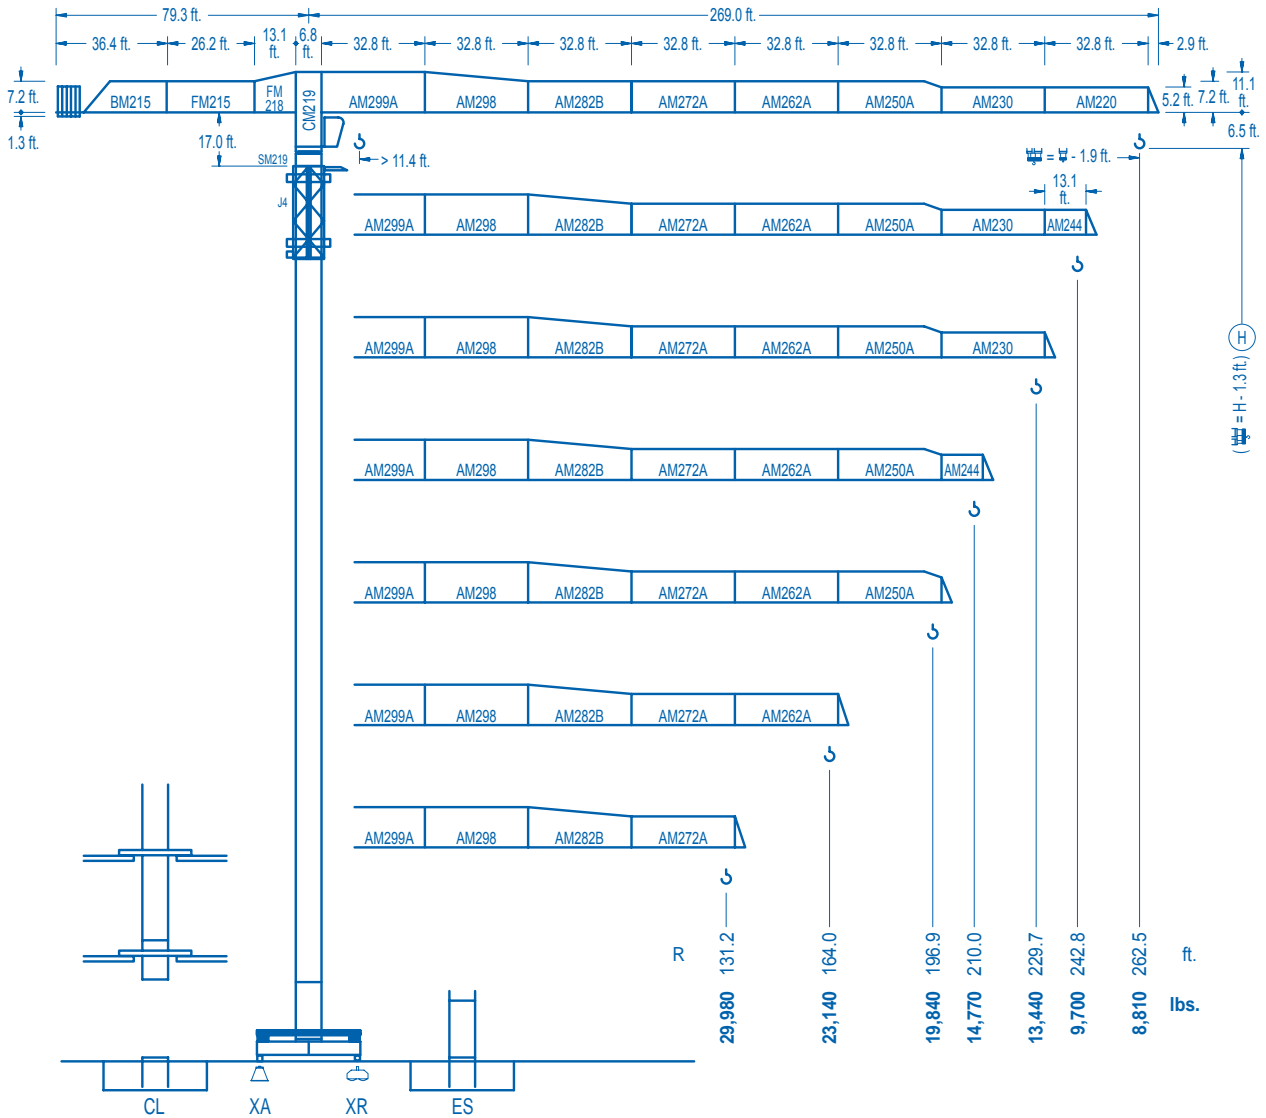 79.3 ft. 269.0 ft.
36.4 ft. 26.2 ft. 13.1 ft. 6.8 ft. 32.8 ft. 32.8 ft. 32.8 ft. 32.8 ft. 32.8 ft. 32.8 ft. 32.8 ft. 32.8 ft. 2.9 ft.
7.2 ft. BM215 FM215 FM 218 CM219 AM299A AM298 AM282B AM272A AM262A AM250A AM230 AM220 5.2 ft. 7.2 ft. 11.1 ft.
1.3 ft. 17.0 ft. 6.5 ft.
SM219 > 11.4 ft. = - 1.9 ft.
13.1 ft.
J4
AM299A AM298 AM282B AM272A AM262A AM250A AM230 AM244
H
( = H - 1.3 ft.)
AM299A AM298 AM282B AM272A AM262A AM250A AM230
AM299A AM298 AM282B AM272A AM262A AM250A AM244
AM299A AM298 AM282B AM272A AM262A AM250A
AM299A AM298 AM282B AM272A AM262A
AM299A AM298 AM282B AM272A
R 131.2 164.0 196.9 210.0 229.7 242.8 262.5 ft.
29,980 23,140 19,840 14,770 13,440 9,700 8,810 lbs.
CL XA XR ES